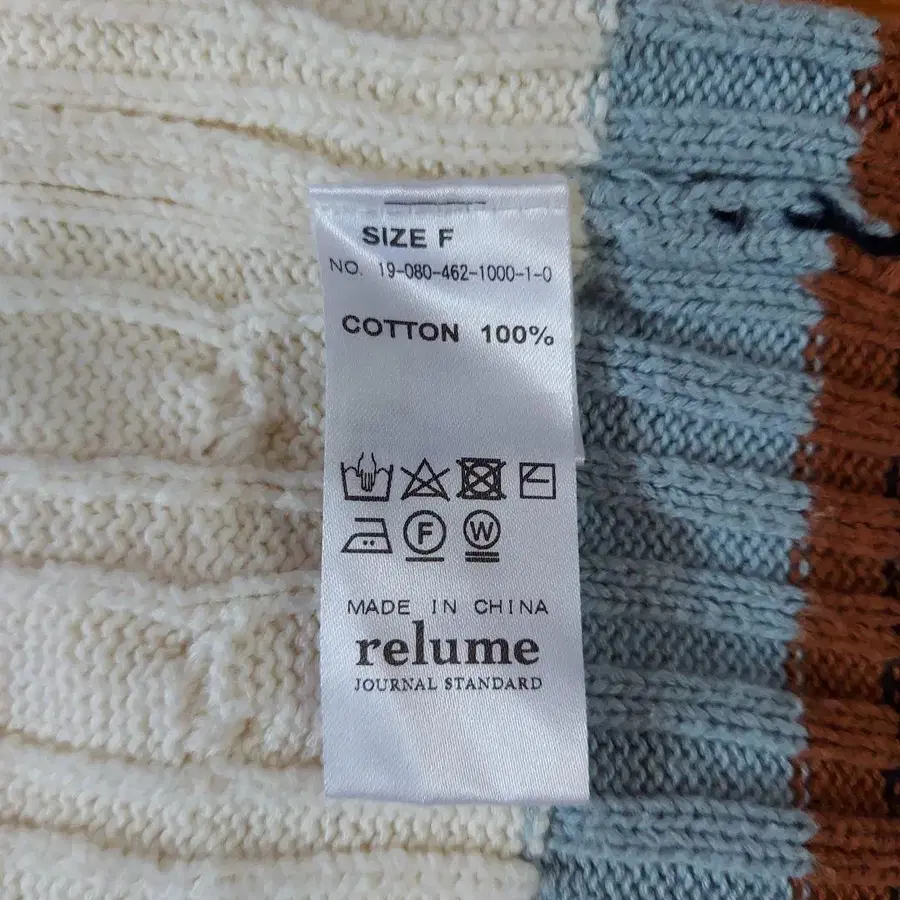 SIZE F
NO. 19-080-462-1000-1-0
COTTON 100%
F W
MADE IN CHINA
relume
JOURNAL STANDARD